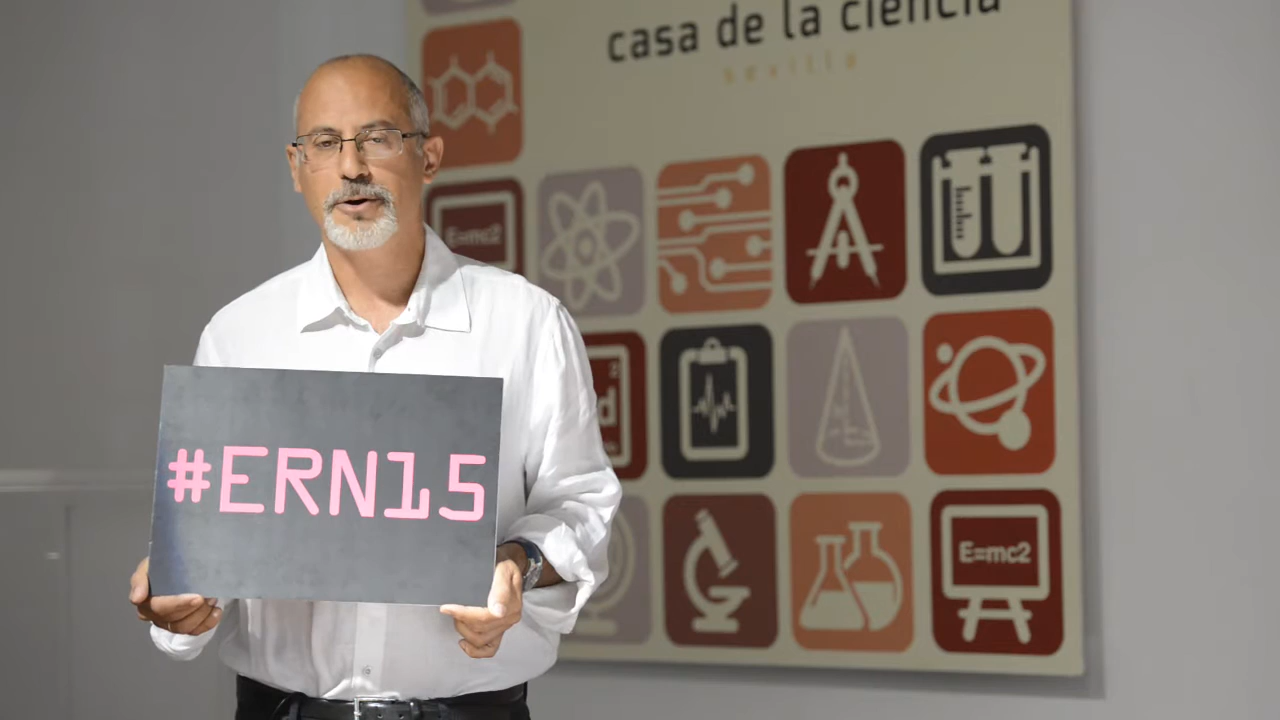 casa de la ciencia
sevilla
E=mc2
d
#ERN15
E=mc2